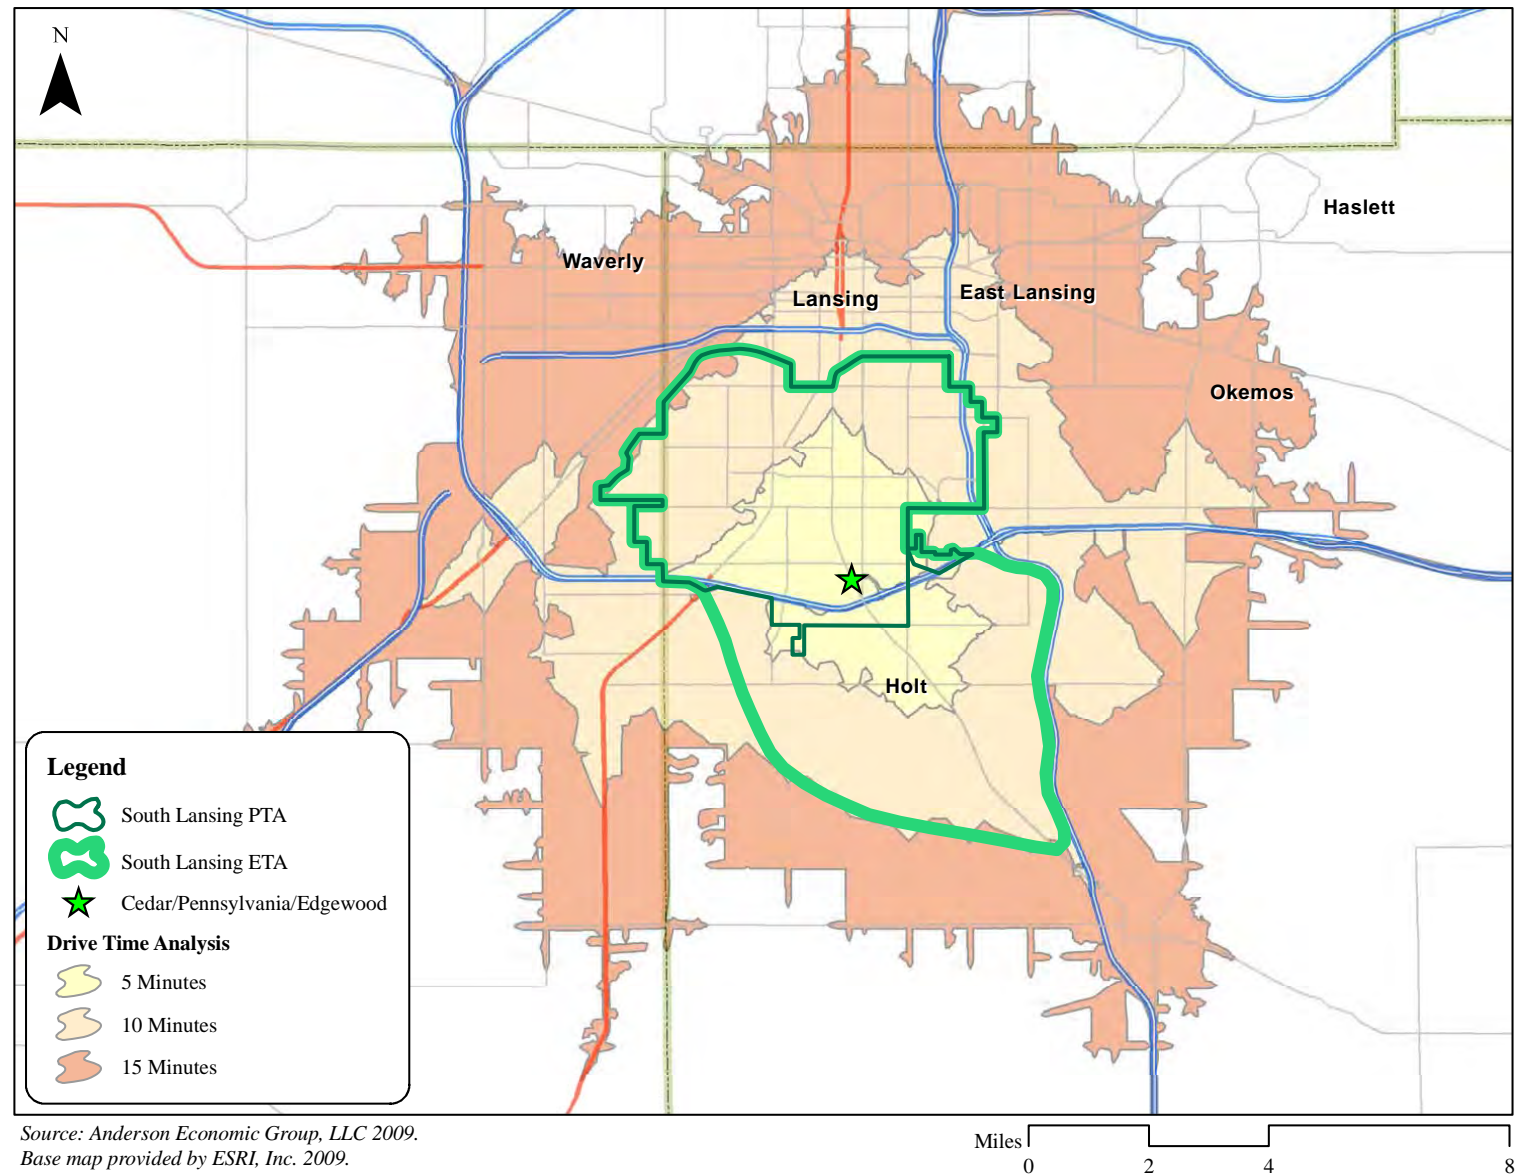 N
Haslett
Waverly
Lansing
East Lansing
Okemos
Holt
Legend
South Lansing PTA
South Lansing ETA
Cedar/Pennsylvania/Edgewood
Drive Time Analysis
5 Minutes
10 Minutes
15 Minutes
Source: Anderson Economic Group, LLC 2009.
Base map provided by ESRI, Inc. 2009.
Miles
0 2 4 8